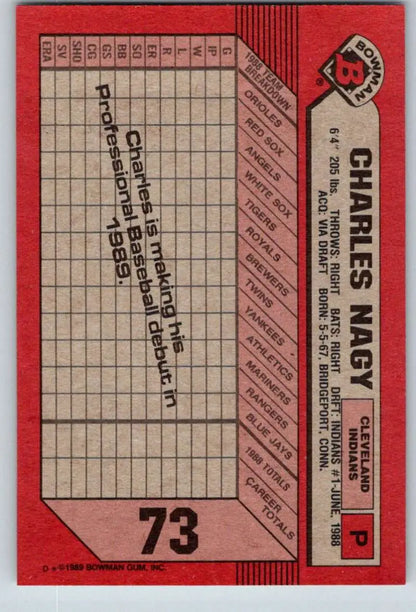 BOWMAN
B
®
CHARLES NAGY
6'4" 205 lbs. THROWS: RIGHT BATS: RIGHT DRFT: INDIANS #1-JUNE, 1988
ACQ: VIA DRAFT BORN: 5-5-67, BRIDGEPORT, CONN.
CLEVELAND
INDIANS
P
1988 TEAM
BREAKDOWN
ORIOLES
RED SOX
ANGELS
WHITE SOX
TIGERS
ROYALS
BREWERS
TWINS
YANKEES
ATHLETICS
MARINERS
RANGERS
BLUE JAYS
1988 TOTALS
CAREER
TOTALS
G
IP
W
L
R
ER
SO
BB
GS
CG
SHO
SV
ERA
Charles is making his
Professional Baseball debut in
1989.
73
D * ©1989 BOWMAN GUM, INC.